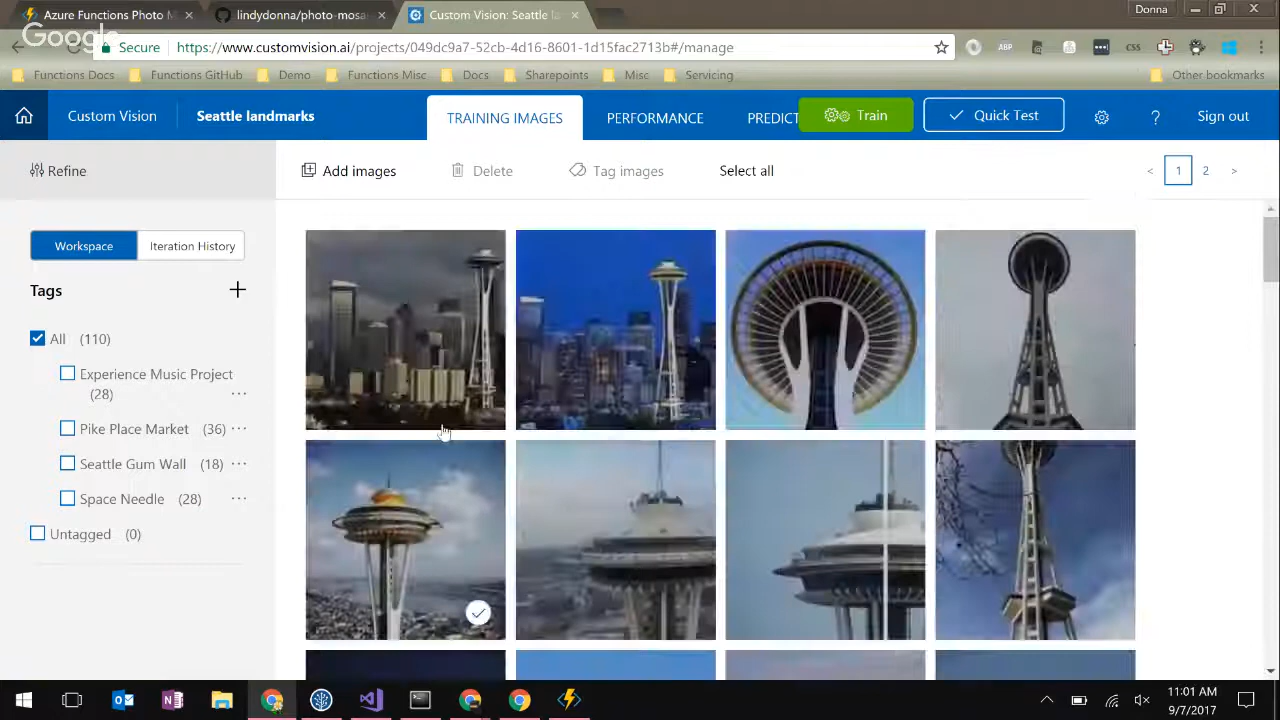 Azure Functions Photo M
lindydonna/photo-mosa
Custom Vision: Seattle la
Donna
Google
Secure
https://www.customvision.ai/projects/049dc9a7-52cb-4d16-8601-1d15fac2713b#/manage
ABP
CSS
Functions Docs
Functions GitHub
Demo
Functions Misc
Docs
Sharepoints
Misc
Servicing
Other bookmarks
Custom Vision
Seattle landmarks
TRAINING IMAGES
PERFORMANCE
PREDICT
Train
Quick Test
?
Sign out
Refine
Add images
Delete
Tag images
Select all
< 1 2 >
Workspace
Iteration History
Tags +
All (110)
Experience Music Project
(28) ...
Pike Place Market (36) ...
Seattle Gum Wall (18) ...
Space Needle (28) ...
Untagged (0)
11:01 AM
9/7/2017